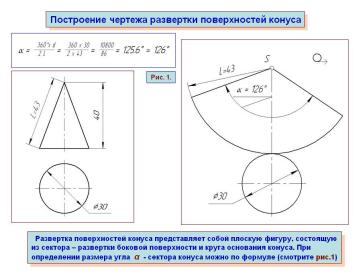 Построение чертежа развертки поверхностей конуса
α = 360°x d / 2 L = 360 x 30 / 2 x 43 = 10800 / 86 = 125.6° = 126°
Рис. 1.
L=43
40
Ø30
L=43
S
α = 126°
Ø30
Развертка поверхностей конуса представляет собой плоскую фигуру, состоящую
из сектора – развертки боковой поверхности и круга основания конуса. При
определении размера угла α - сектора конуса можно по формуле (смотрите рис.1)